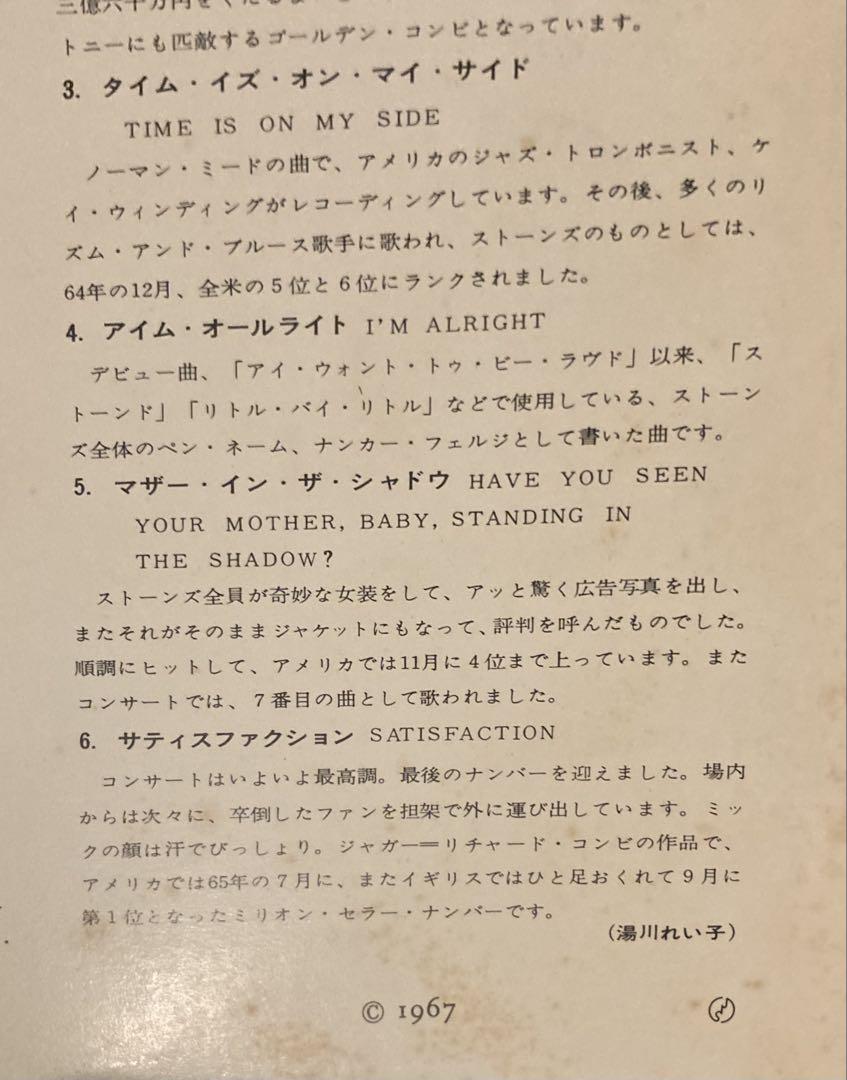 三億六千万円をくだるま
トニーにも匹敵するゴールデン・コンビとなっています。
3. タイム・イズ・オン・マイ・サイド
TIME IS ON MY SIDE
ノーマン・ミードの曲で、アメリカのジャズ・トロンボニスト、ケ
イ・ウィンディングがレコーディングしています。その後、多くのリ
ズム・アンド・ブルース歌手に歌われ、ストーンズのものとしては、
64年の12月、全米の5位と6位にランクされました。
4. アイム・オールライト I'M ALRIGHT
デビュー曲、「アイ・ウォント・トゥ・ビー・ラヴド」以来、「ス
トーンド」「リトル・バイ・リトル」などで使用している、ストーン
ズ全体のペン・ネーム、ナンカー・フェルジとして書いた曲です。
5. マザー・イン・ザ・シャドウ HAVE YOU SEEN
YOUR MOTHER, BABY, STANDING IN
THE SHADOW?
ストーンズ全員が奇妙な女装をして、アッと驚く広告写真を出し、
またそれがそのままジャケットにもなって、評判を呼んだものでした。
順調にヒットして、アメリカでは11月に4位まで上っています。また
コンサートでは、7番目の曲として歌われました。
6. サティスファクション SATISFACTION
コンサートはいよいよ最高調。最後のナンバーを迎えました。場内
からは次々に、卒倒したファンを担架で外に運び出しています。ミッ
クの顔は汗でびっしょり。ジャガー＝リチャード・コンビの作品で、
アメリカでは65年の7月に、またイギリスではひと足おくれて9月に
第1位となったミリオン・セラー・ナンバーです。
(湯川れい子)
© 1967